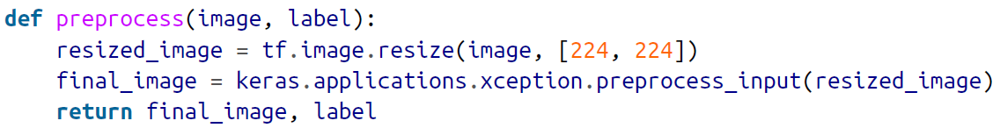 def preprocess(image, label):
    resized_image = tf.image.resize(image, [224, 224])
    final_image = keras.applications.xception.preprocess_input(resized_image)
    return final_image, label